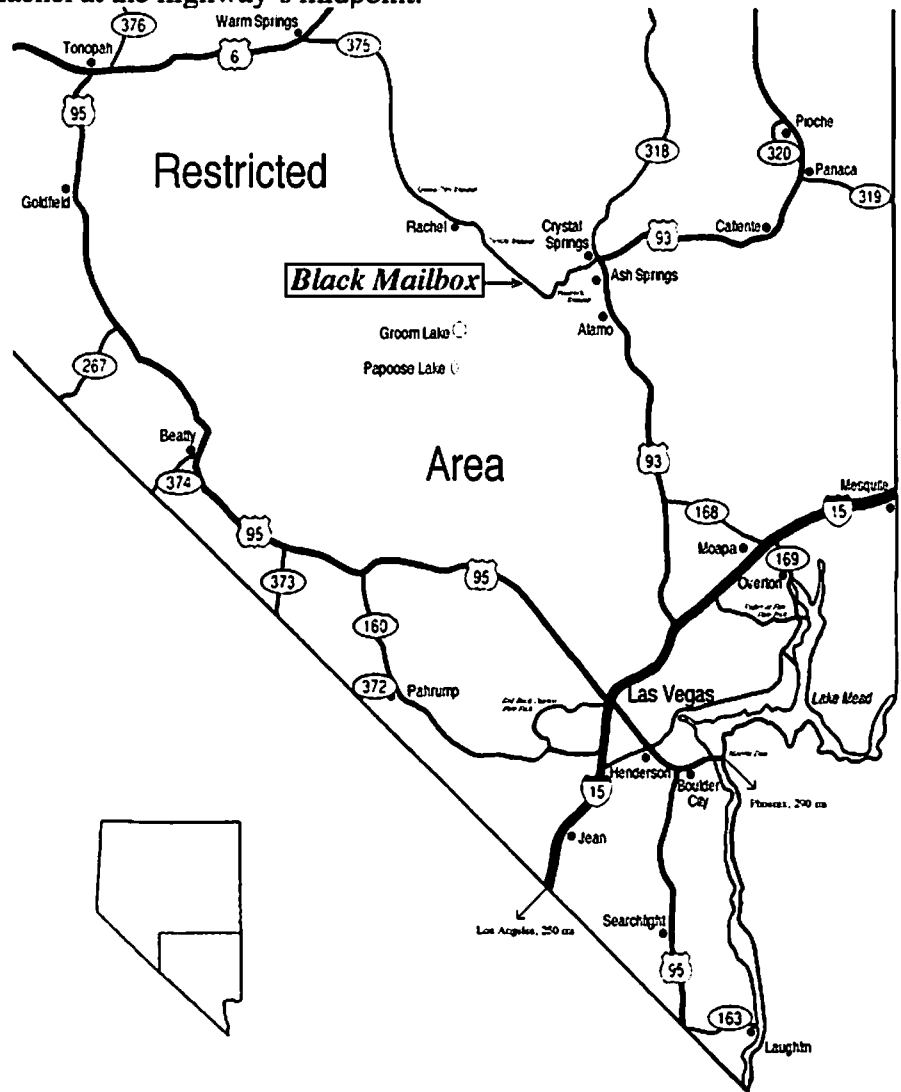 at the highway's midpoint.
376
Warm Springs
Tonopah
6
375
95
Pioche
318
320
Panaca
Restricted
319
Goldfield
Rachel
Crystal
Springs
93
Caliente
Black Mailbox
Ash Springs
Groom Lake
Alamo
267
Papoose Lake
Beatty
Area
93
374
Mesquite
168
15
95
Moapa
169
373
95
Overton
160
372
Pahrump
Las Vegas
Lake Mead
Henderson
Boulder
City
15
Phoenix, 290 mi
Jean
Searchlight
Los Angeles, 250 mi
95
163
Laughlin